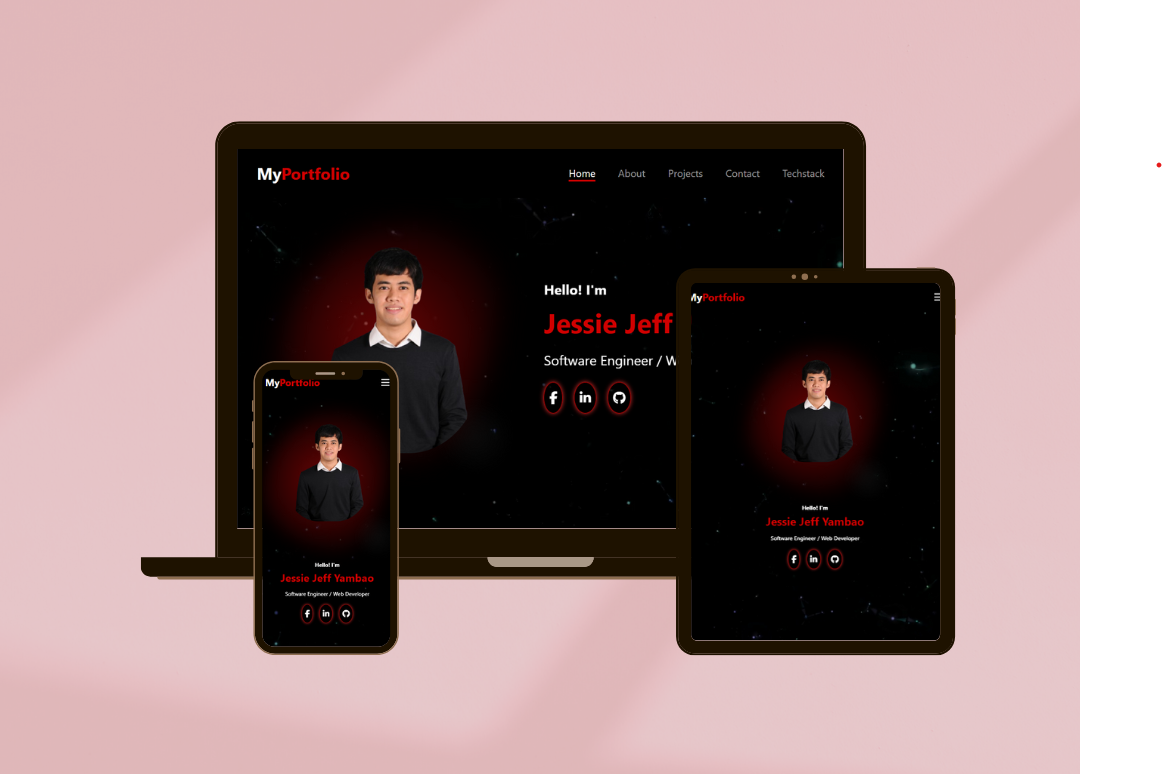 MyPortfolio
Home About Projects Contact Techstack
Hello! I'm
Jessie Jeff
Software Engineer / W
MyPortfolio
Hello! I'm
Jessie Jeff Yambao
Software Engineer / Web Developer
MyPortfolio
Hello! I'm
Jessie Jeff Yambao
Software Engineer / Web Developer